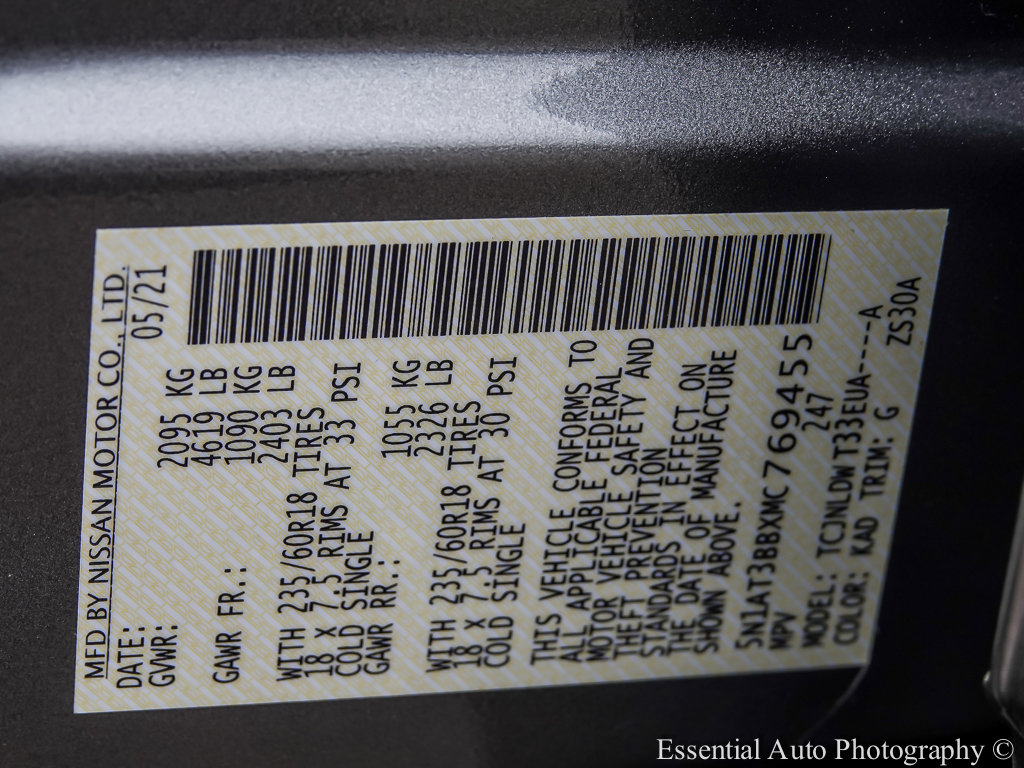 MFD BY NISSAN MOTOR CO., LTD.
DATE: 05/21
GVWR: 2095 KG
4619 LB
GAWR FR.: 1090 KG
2403 LB
WITH 235/60R18 TIRES
18 X 7.5 RIMS AT 33 PSI
COLD SINGLE
GAWR RR.: 1055 KG
2326 LB
WITH 235/60R18 TIRES
18 X 7.5 RIMS AT 30 PSI
COLD SINGLE
THIS VEHICLE CONFORMS TO
ALL APPLICABLE FEDERAL
MOTOR VEHICLE SAFETY AND
THEFT PREVENTION
STANDARDS IN EFFECT ON
THE DATE OF MANUFACTURE
SHOWN ABOVE.
5N1AT3BBXMC769455
MPV 247
MODEL: TCJNLDWT33EUA----A
COLOR: KAD TRIM: G ZS30A
Essential Auto Photography ©